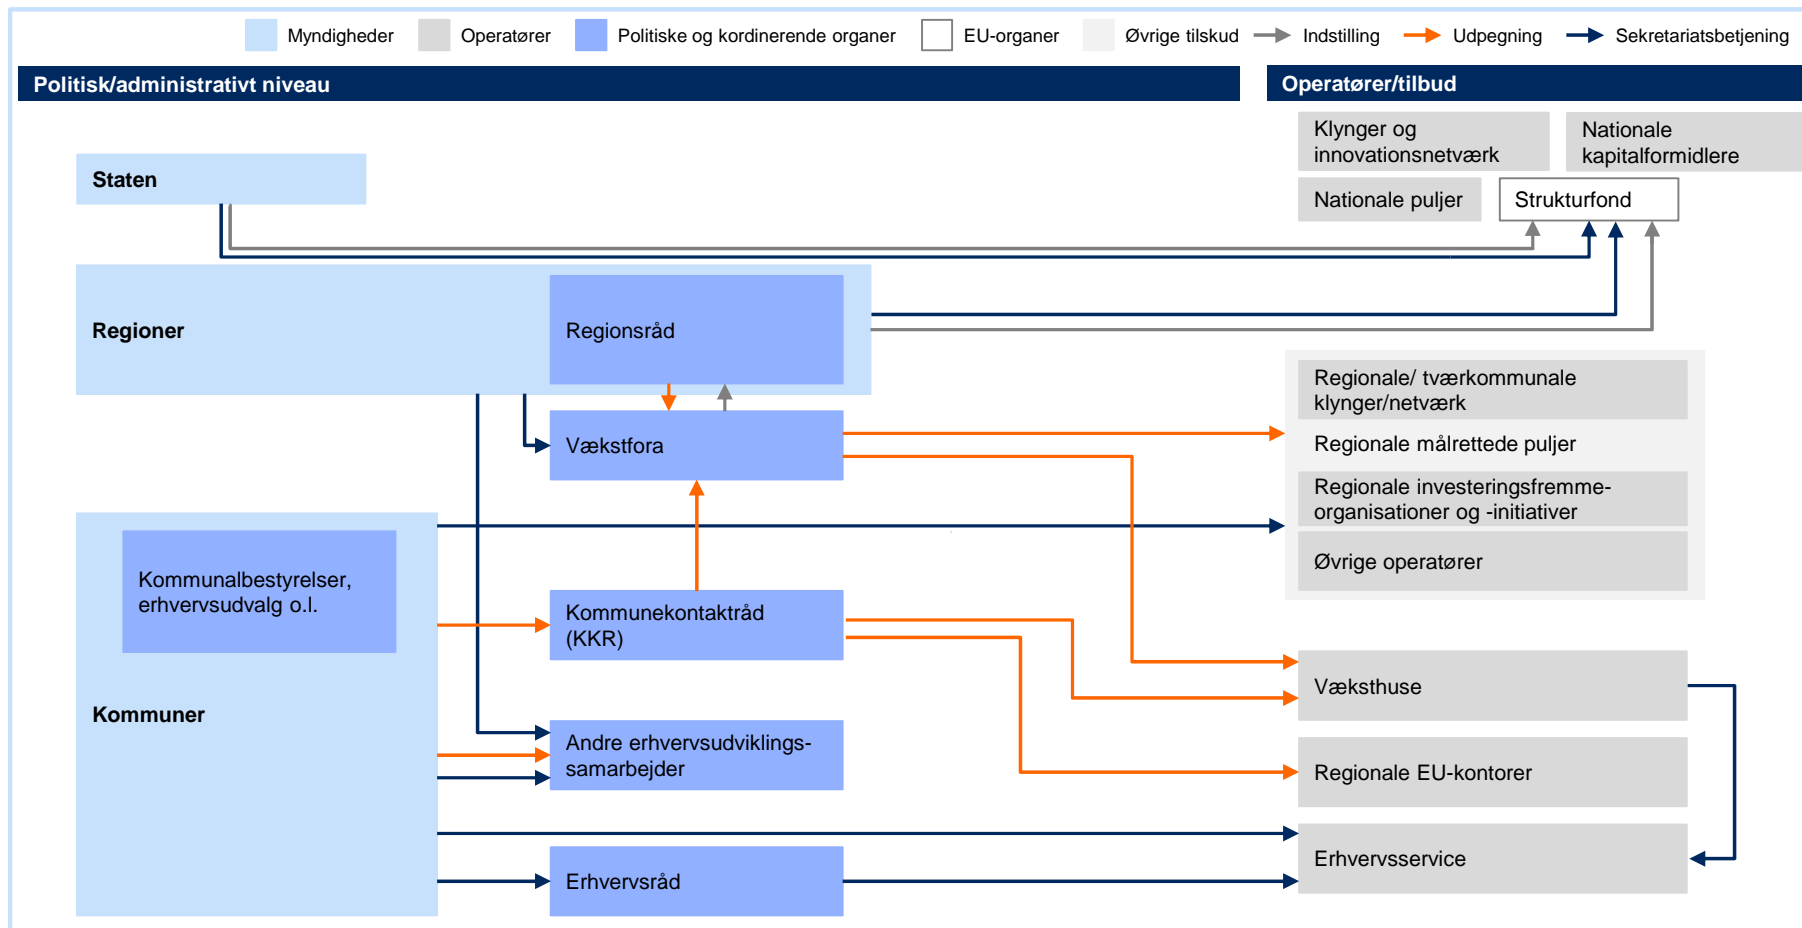 Myndigheder
Operatører
Politiske og kordinerende organer
EU-organer
Øvrige tilskud
Indstilling
Udpegning
Sekretariatsbetjening
Politisk/administrativt niveau
Operatører/tilbud
Klynger og
innovationsnetværk
Nationale
kapitalformidlere
Staten
Nationale puljer
Strukturfond
Regioner
Regionsråd
Regionale/ tværkommunale
klynger/netværk
Vækstfora
Regionale målrettede puljer
Regionale investeringsfremme-
organisationer og -initiativer
Øvrige operatører
Kommunalbestyrelser,
erhvervsudvalg o.l.
Kommunekontaktråd
(KKR)
Væksthuse
Kommuner
Andre erhvervsudviklings-
samarbejder
Regionale EU-kontorer
Erhvervsservice
Erhvervsråd